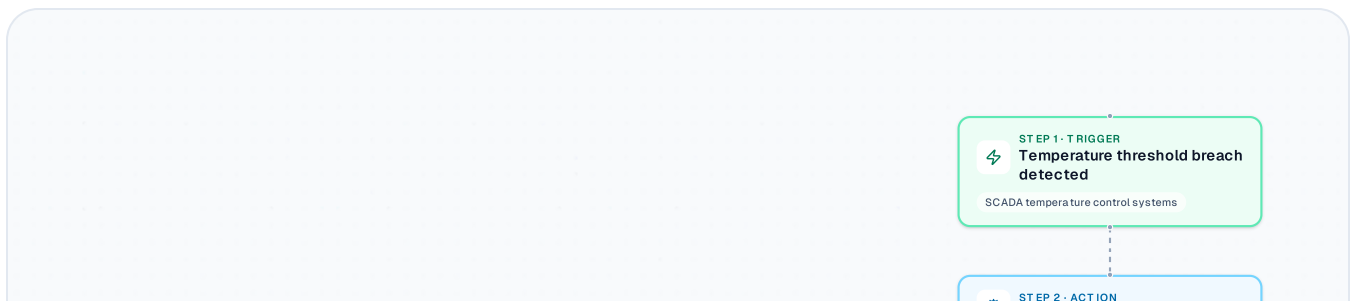 STEP 1 · TRIGGER
Temperature threshold breach
detected
SCADA temperature control systems
STEP 2 · ACTION